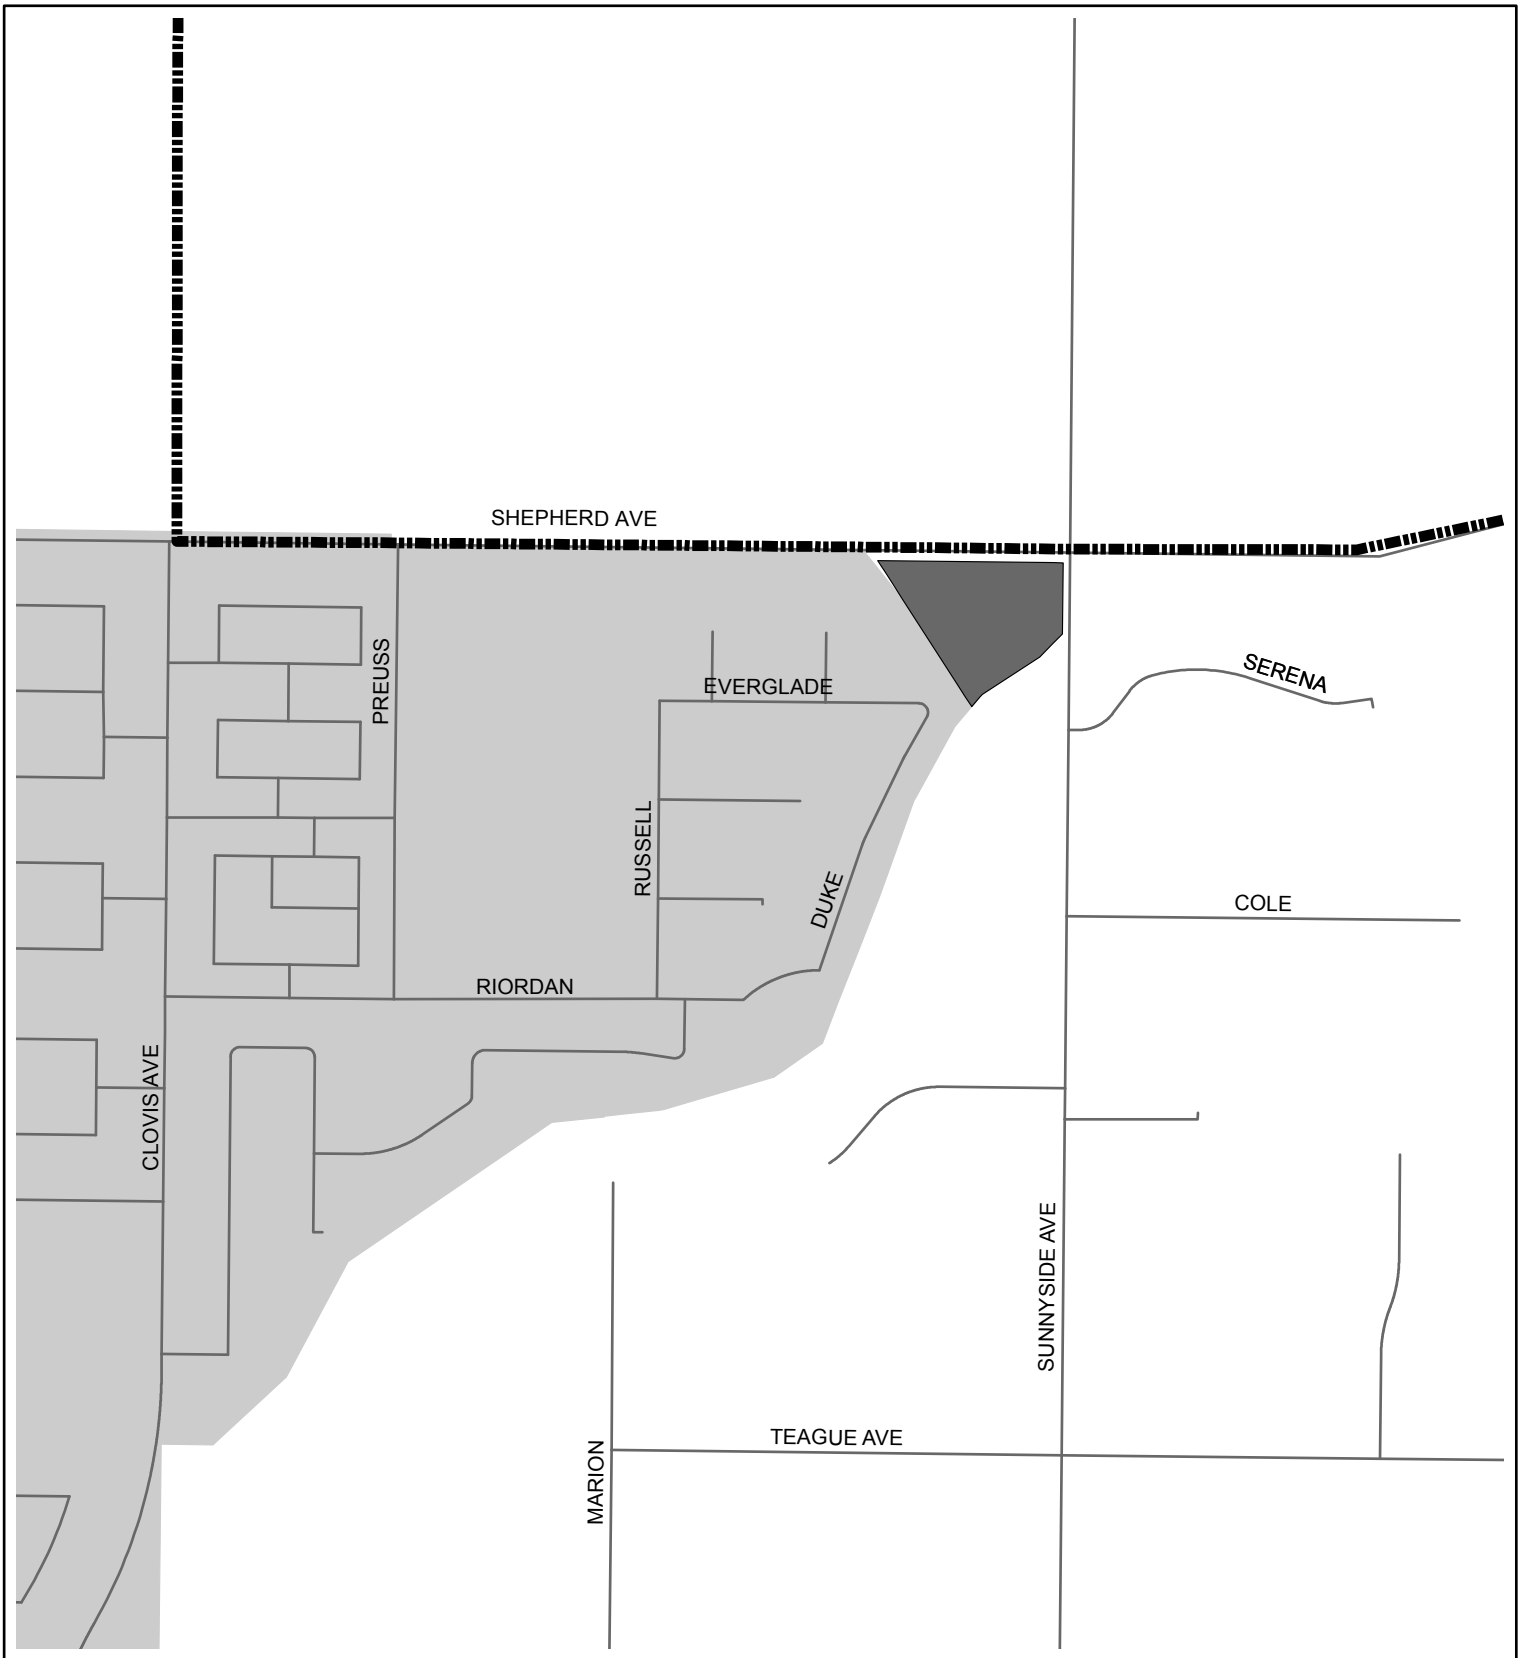 SHEPHERD AVE
PREUSS
EVERGLADE
SERENA
RUSSELL
DUKE
COLE
RIORDAN
CLOVIS AVE
SUNNYSIDE AVE
TEAGUE AVE
MARION